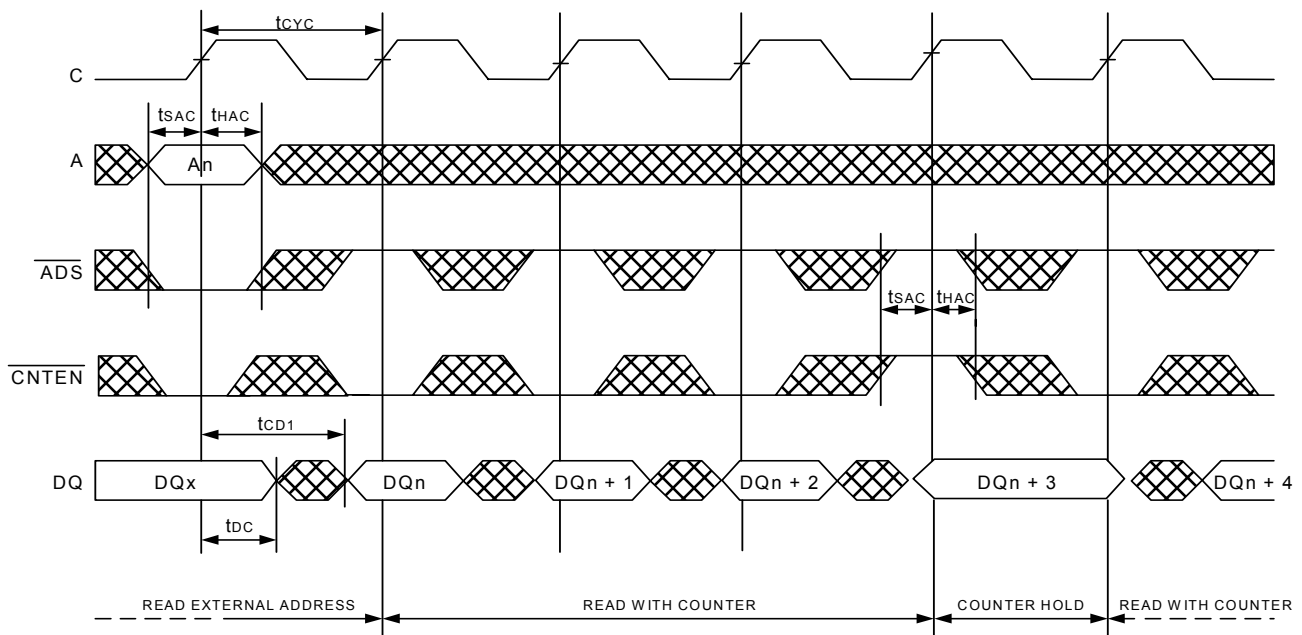 tCYC
C
tSAC tHAC
A
An
ADS
tSAC tHAC
CNTEN
tCD1
DQ
DQx
DQn
DQn + 1
DQn + 2
DQn + 3
DQn + 4
tDC
READ EXTERNAL ADDRESS
READ WITH COUNTER
COUNTER HOLD
READ WITH COUNTER